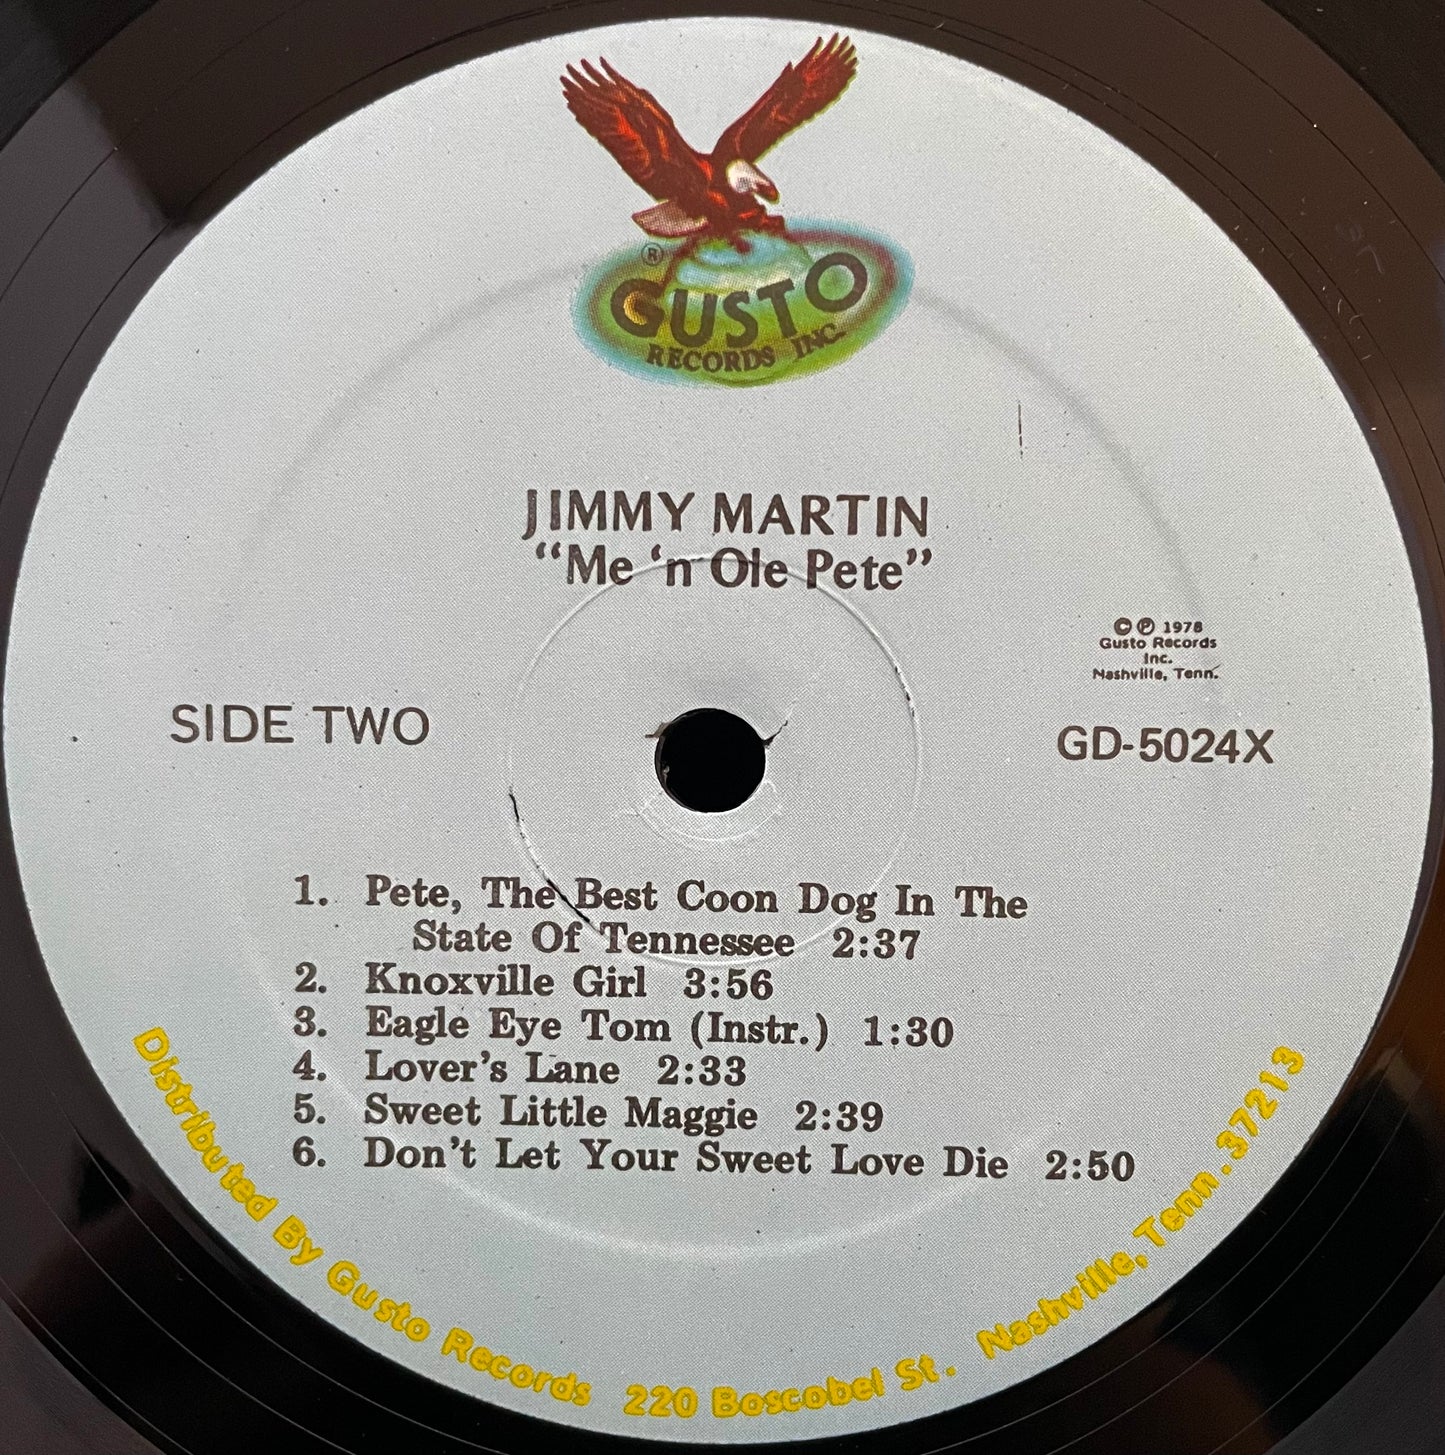 ®
GUSTO
RECORDS INC.
JIMMY MARTIN
“Me ‘n Ole Pete”
© ℗ 1978
Gusto Records
Inc.
Nashville, Tenn.
SIDE TWO
GD-5024X
1. Pete, The Best Coon Dog In The
State Of Tennessee 2:37
2. Knoxville Girl 3:56
3. Eagle Eye Tom (Instr.) 1:30
4. Lover’s Lane 2:33
5. Sweet Little Maggie 2:39
6. Don’t Let Your Sweet Love Die 2:50
Distributed By Gusto Records 220 Boscobel St. Nashville, Tenn. 37213